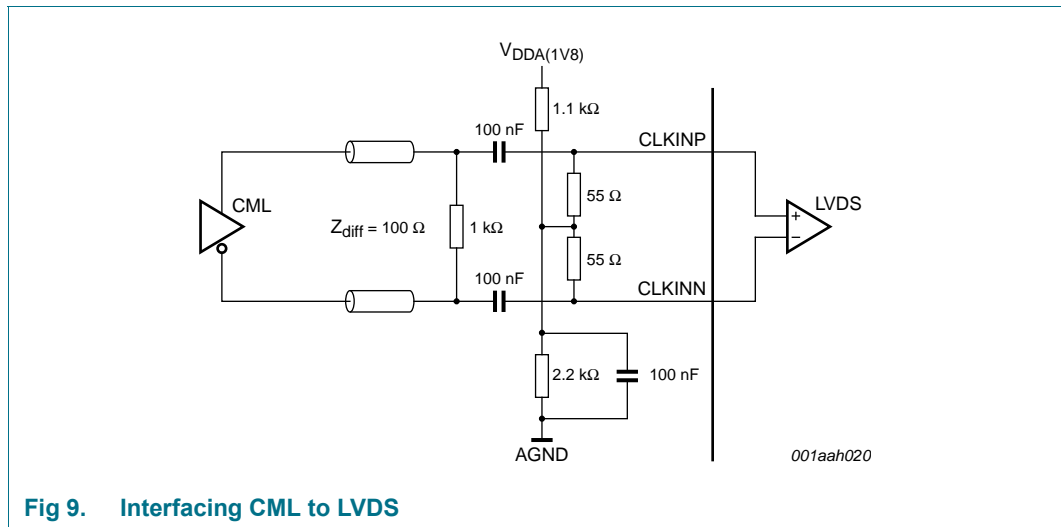 VDDA(1V8)
1.1 kΩ
100 nF
CLKINP
55 Ω
CML
LVDS
Zdiff = 100 Ω
1 kΩ
+
−
55 Ω
100 nF
CLKINN
2.2 kΩ
100 nF
AGND
001aah020
Fig 9. Interfacing CML to LVDS